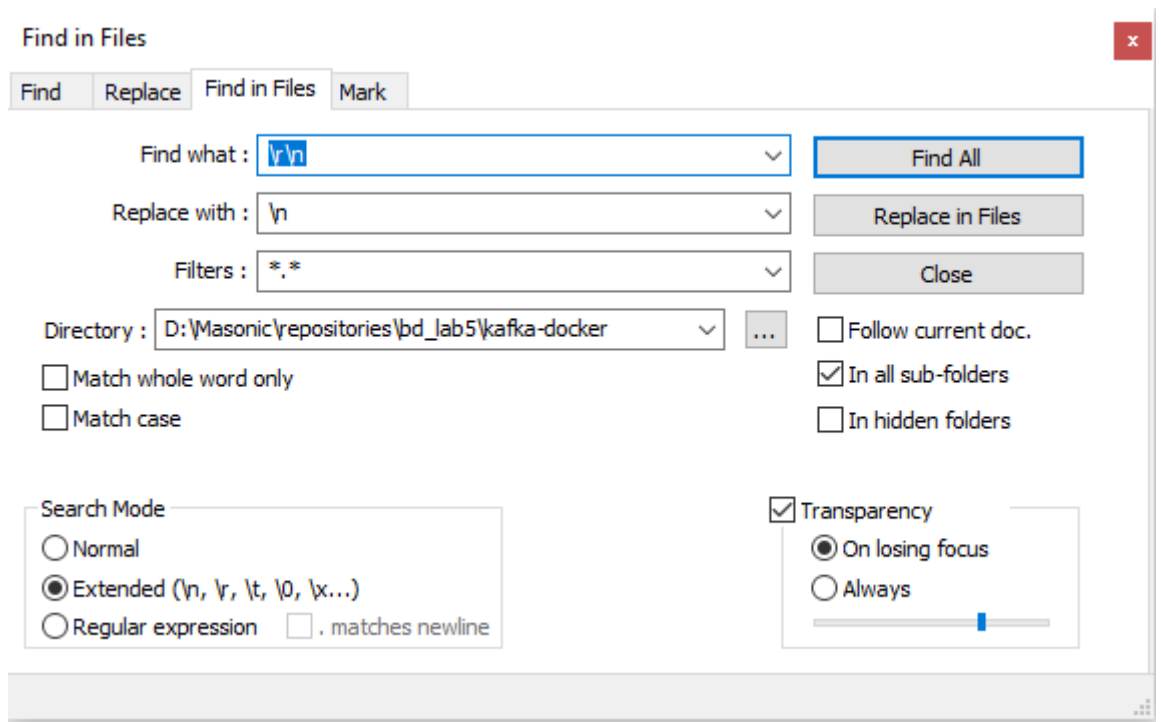 Find in Files
x
Find Replace Find in Files Mark
Find what : \r\n Find All
Replace with : \n Replace in Files
Filters : *.* Close
Directory : D:\Masonic\repositories\bd_lab5\kafka-docker ... Follow current doc.
Match whole word only In all sub-folders
Match case In hidden folders
Search Mode Transparency
Normal On losing focus
Extended (\n, \r, \t, \0, \x...) Always
Regular expression . matches newline